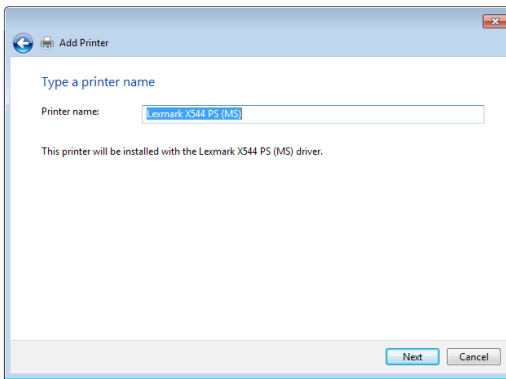 Add Printer
Type a printer name
Printer name: Lexmark X544 PS (MS)
This printer will be installed with the Lexmark X544 PS (MS) driver.
Next Cancel